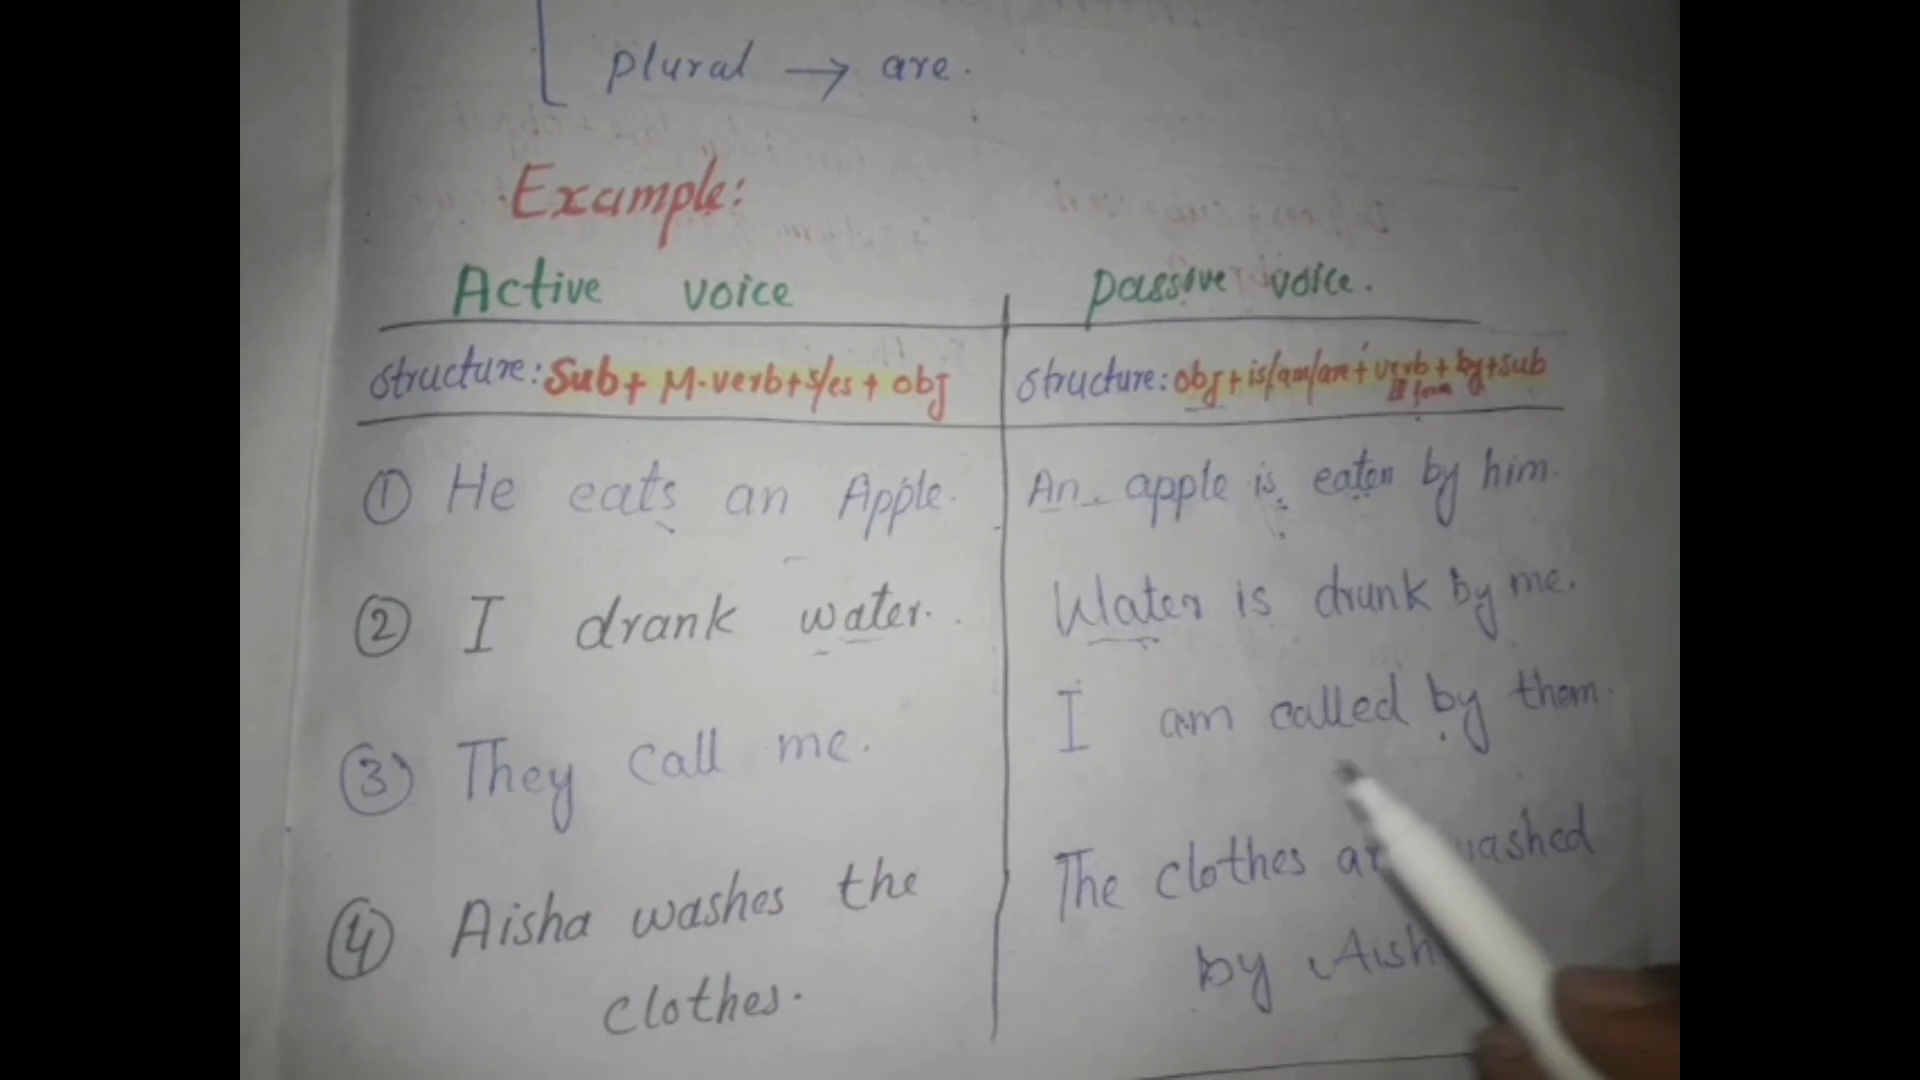 plural → are.
Example:
Active voice
passive voice.
structure: Sub + M.verb + s/es + obj
structure: obj + is/am/are + verb + by + sub
III form
① He eats an Apple.
An apple is eaten by him.
② I drank water.
Water is drunk by me.
③ They call me.
I am called by them.
④ Aisha washes the
clothes.
The clothes washed
by